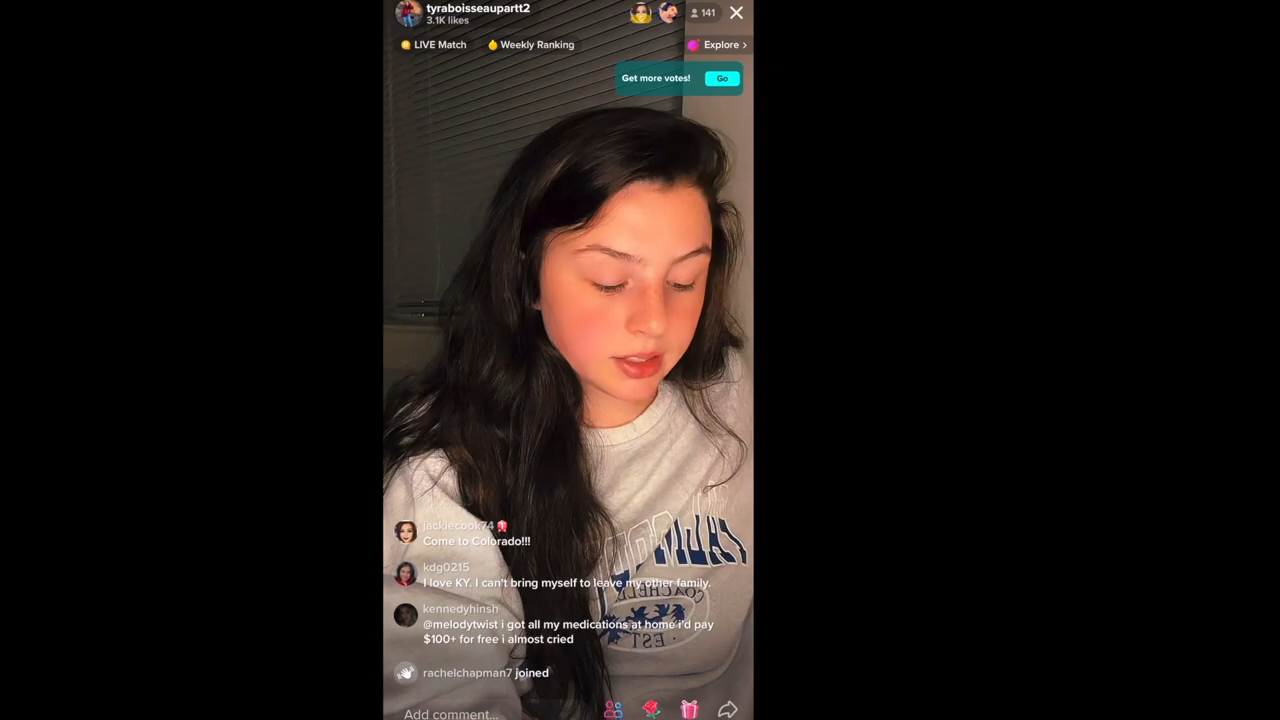 tyraboisseaupartt2
3.1K likes
141
LIVE Match
Weekly Ranking
Explore >
Get more votes!
Go
jackiecook74
Come to Colorado!!!
kdg0215
I love KY. I can't bring myself to leave my other family.
kennedyhinsh
@melodytwist i got all my medications at home i'd pay
$100+ for free i almost cried
rachelchapman7 joined
Add comment...
EST